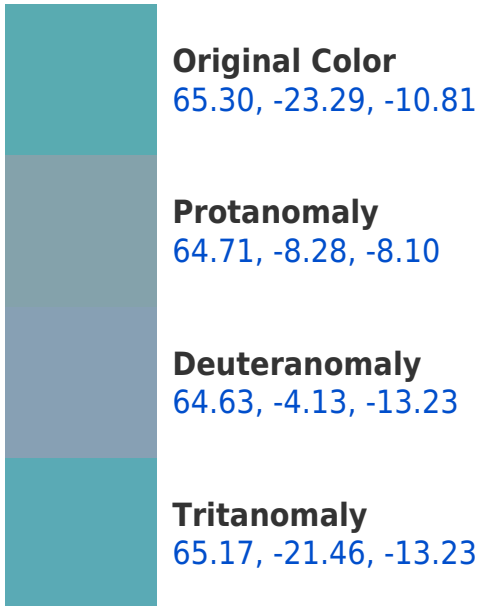 Original Color
65.30, -23.29, -10.81
Protanomaly
64.71, -8.28, -8.10
Deuteranomaly
64.63, -4.13, -13.23
Tritanomaly
65.17, -21.46, -13.23